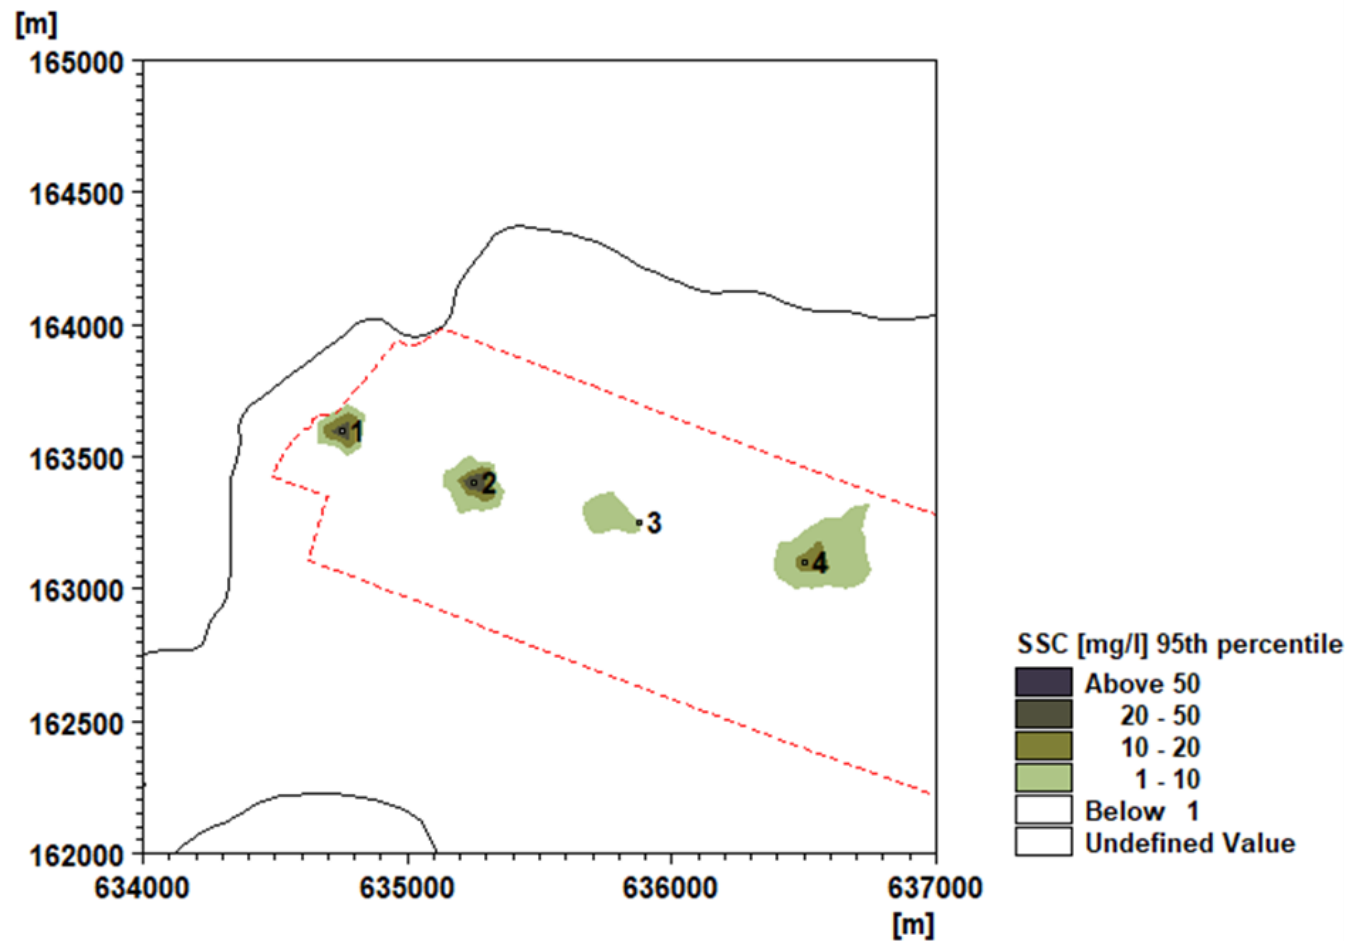 [m]
165000
164500
164000
163500
163000
162500
162000
634000
635000
636000
637000
[m]
1
2
3
4
SSC [mg/l] 95th percentile
Above 50
20 - 50
10 - 20
1 - 10
Below 1
Undefined Value